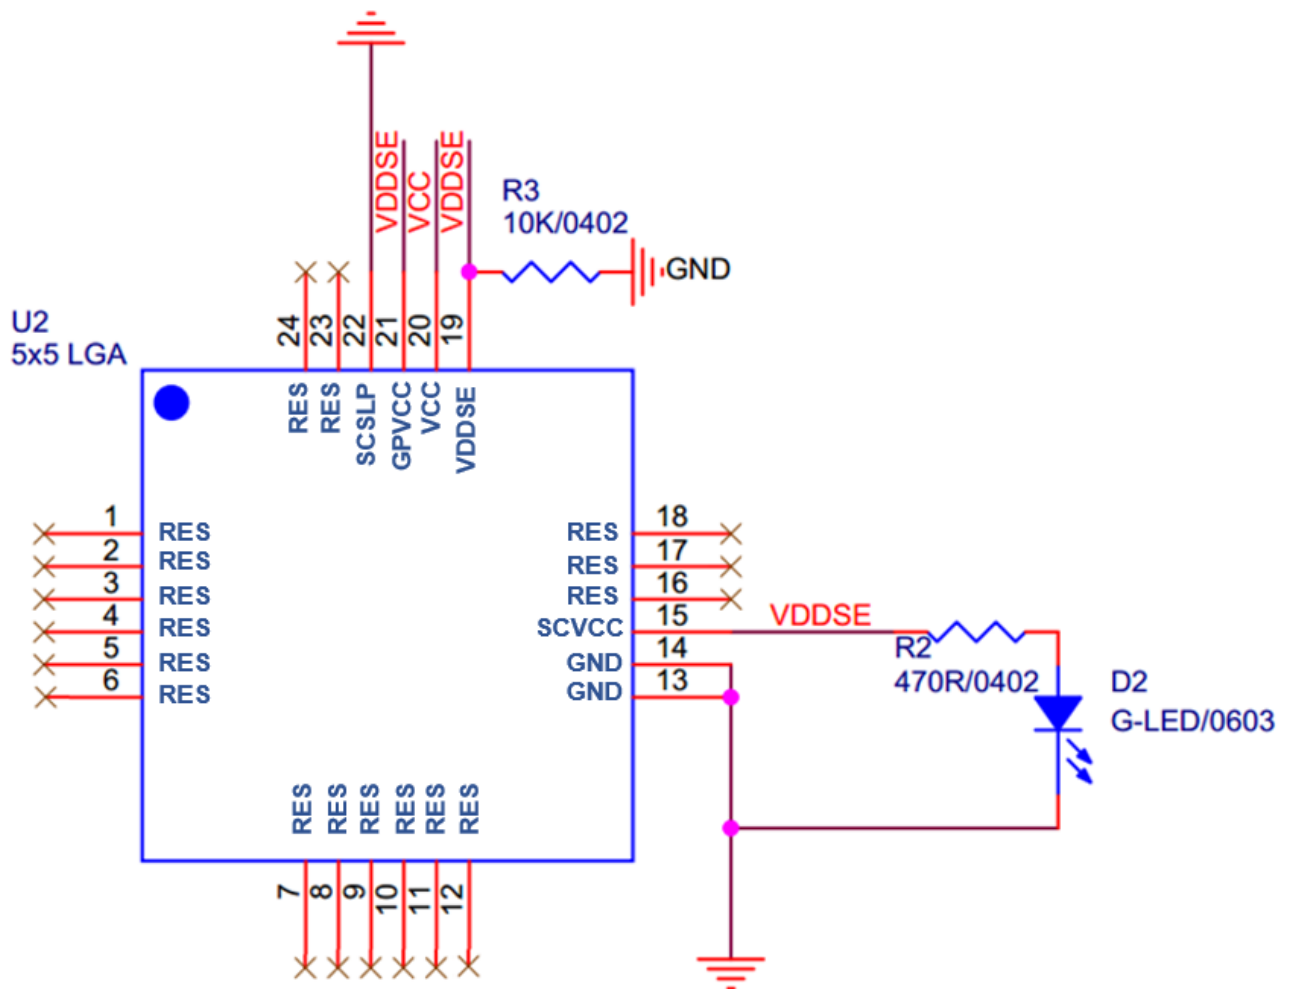 VDDSE
VCC
VDDSE
R3
10K/0402
GND
U2
5x5 LGA
24
23
22
21
20
19
RES
RES
SCSLP
GPVCC
VCC
VDDSE
1
RES
2
RES
3
RES
4
RES
5
RES
6
RES
RES
18
RES
17
RES
16
SCVCC
15
GND
14
GND
13
VDDSE
R2
470R/0402
D2
G-LED/0603
RES
RES
RES
RES
RES
RES
7
8
9
10
11
12